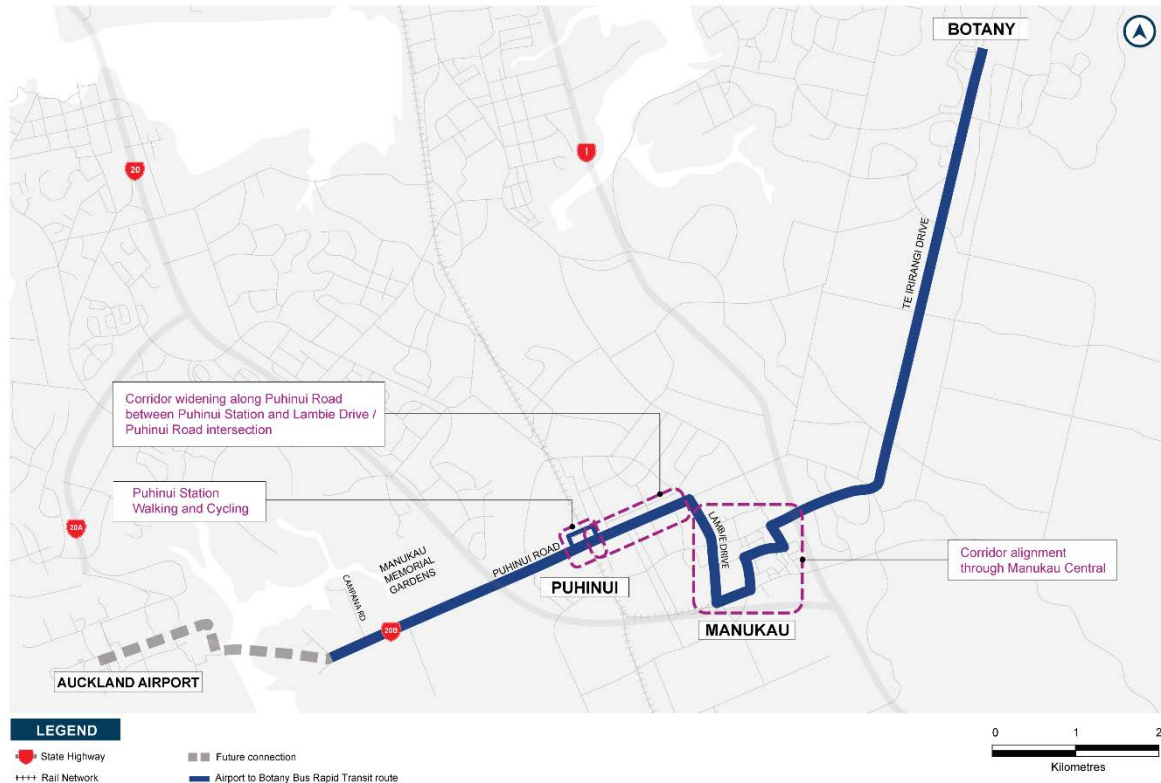 BOTANY
20
1
TE IRIRANGI DRIVE
Corridor widening along Puhinui Road
between Puhinui Station and Lambie Drive /
Puhinui Road intersection
Puhinui Station
Walking and Cycling
20A
MANUKAU
MEMORIAL
GARDENS
CAMPANA RD
PUHINUI ROAD
LAMBIE DRIVE
PUHINUI
Corridor alignment
through Manukau Central
20B
MANUKAU
AUCKLAND AIRPORT
LEGEND
State Highway
Future connection
Rail Network
Airport to Botany Bus Rapid Transit route
0 1 2
Kilometres